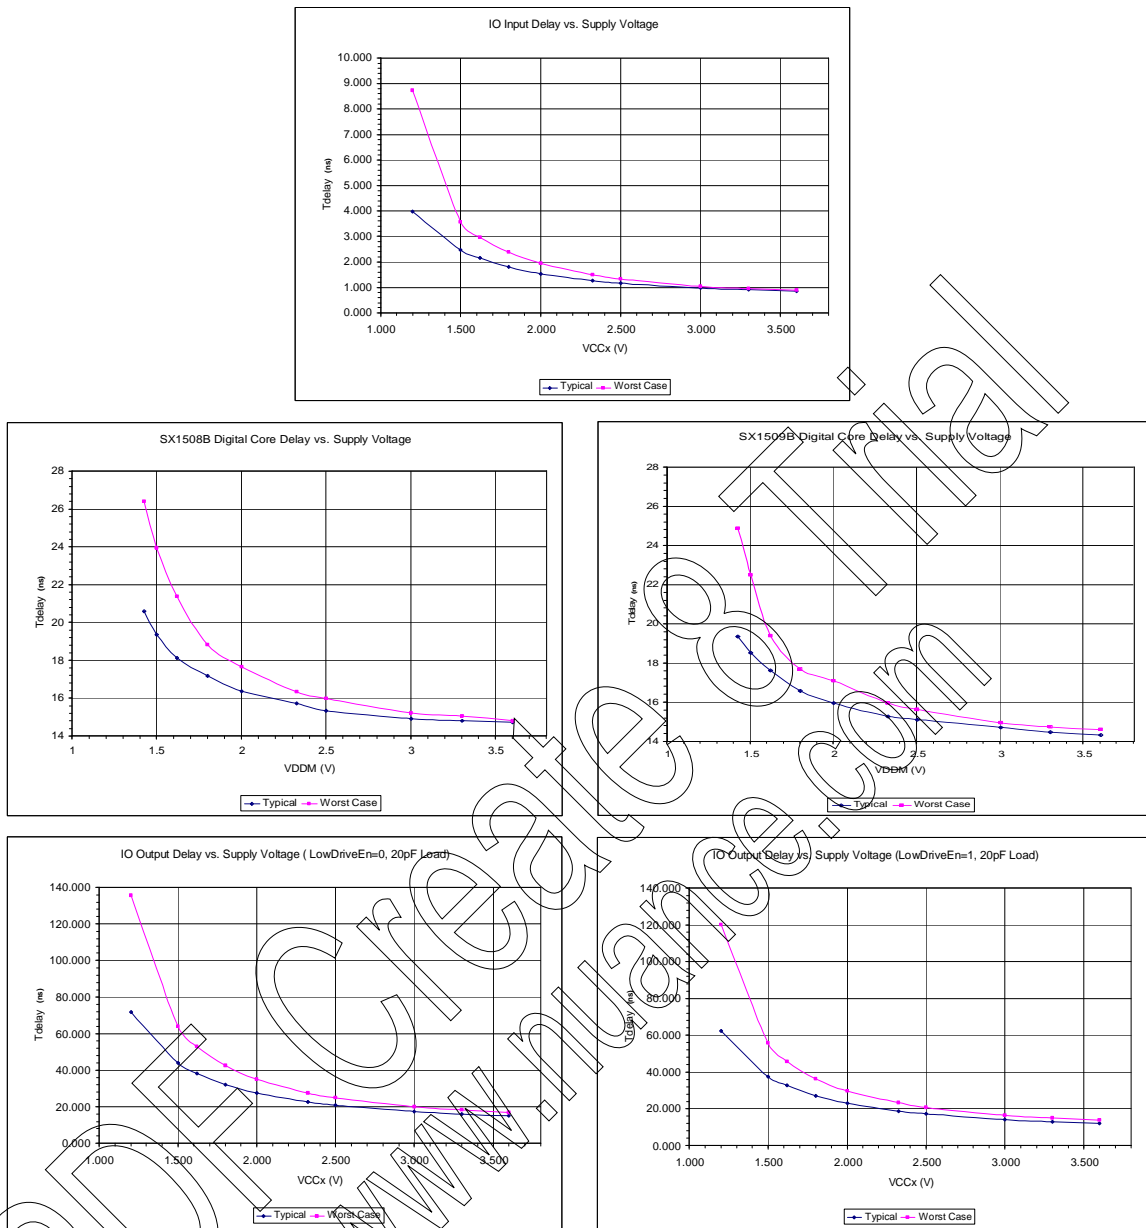 IO Input Delay vs. Supply Voltage
10.000
9.000
8.000
7.000
6.000
5.000
4.000
3.000
2.000
1.000
0.000
Tdelay (ns)
1.000 1.500 2.000 2.500 3.000 3.500
VCCx (V)
Typical Worst Case
SX1508B Digital Core Delay vs. Supply Voltage
28
26
24
22
20
18
16
14
Tdelay (ns)
1 1.5 2 2.5 3 3.5
VDDM (V)
Typical Worst Case
SX1509B Digital Core Delay vs. Supply Voltage
28
26
24
22
20
18
16
14
Tdelay (ns)
1 1.5 2 2.5 3 3.5
VDDM (V)
Typical Worst Case
IO Output Delay vs. Supply Voltage ( LowDriveEn=0, 20pF Load)
140.000
120.000
100.000
80.000
60.000
40.000
20.000
0.000
Tdelay (ns)
1.000 1.500 2.000 2.500 3.000 3.500
VCCx (V)
Typical Worst Case
IO Output Delay vs. Supply Voltage (LowDriveEn=1, 20pF Load)
140.000
120.000
100.000
80.000
60.000
40.000
20.000
0.000
Tdelay (ns)
1.000 1.500 2.000 2.500 3.000 3.500
VCCx (V)
Typical Worst Case
PDF Create 8 Trial
www.nuance.com